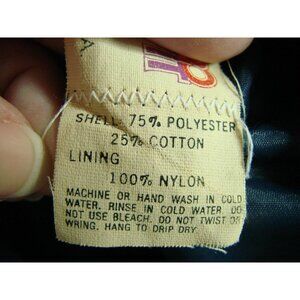 A
SHELL: 75% POLYESTER
25% COTTON
LINING
100% NYLON
MACHINE OR HAND WASH IN COLD
WATER. RINSE IN COLD WATER. DO
NOT USE BLEACH. DO NOT TWIST OR
WRING. HANG TO DRIP DRY